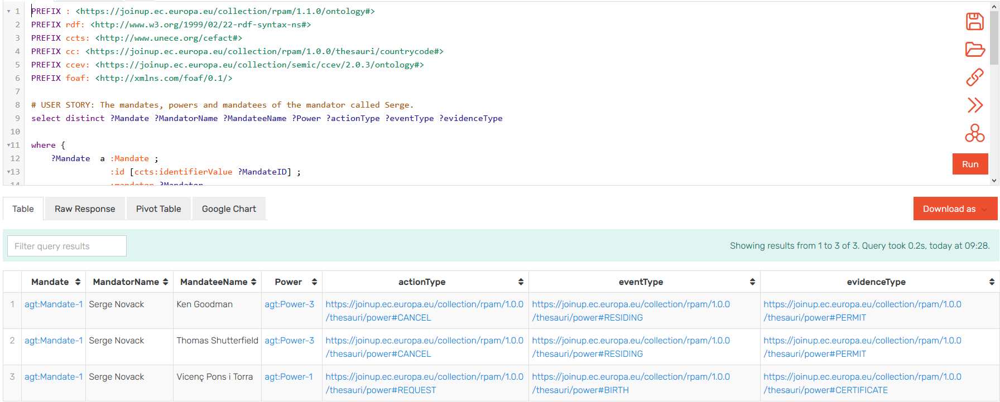 1 PREFIX : <https://joinup.ec.europa.eu/collection/rpam/1.1.0/ontology#>
2 PREFIX rdf: <http://www.w3.org/1999/02/22-rdf-syntax-ns#>
3 PREFIX ccts: <http://www.unece.org/cefact#>
4 PREFIX cc: <https://joinup.ec.europa.eu/collection/rpam/1.0.0/thesauri/countrycode#>
5 PREFIX ccev: <https://joinup.ec.europa.eu/collection/semic/ccev/2.0.3/ontology#>
6 PREFIX foaf: <http://xmlns.com/foaf/0.1/>
7
8 # USER STORY: The mandates, powers and mandatees of the mandator called Serge.
9 select distinct ?Mandate ?MandatorName ?MandateeName ?Power ?actionType ?eventType ?evidenceType
10
11 where {
12 ?Mandate a :Mandate ;
13 :id [ccts:identifierValue ?MandateID] ;
14 :mandator ?Mandator
Run
Table Raw Response Pivot Table Google Chart Download as
Filter query results Showing results from 1 to 3 of 3. Query took 0.2s, today at 09:28.
Mandate MandatorName MandateeName Power actionType eventType evidenceType
1 agt:Mandate-1 Serge Novack Ken Goodman agt:Power-3 https://joinup.ec.europa.eu/collection/rpam/1.0.0 https://joinup.ec.europa.eu/collection/rpam/1.0.0 https://joinup.ec.europa.eu/collection/rpam/1.0.0
/thesauri/power#CANCEL /thesauri/power#RESIDING /thesauri/power#PERMIT
2 agt:Mandate-1 Serge Novack Thomas Shutterfield agt:Power-3 https://joinup.ec.europa.eu/collection/rpam/1.0.0 https://joinup.ec.europa.eu/collection/rpam/1.0.0 https://joinup.ec.europa.eu/collection/rpam/1.0.0
/thesauri/power#CANCEL /thesauri/power#RESIDING /thesauri/power#PERMIT
3 agt:Mandate-1 Serge Novack Vicenç Pons i Torra agt:Power-1 https://joinup.ec.europa.eu/collection/rpam/1.0.0 https://joinup.ec.europa.eu/collection/rpam/1.0.0 https://joinup.ec.europa.eu/collection/rpam/1.0.0
/thesauri/power#REQUEST /thesauri/power#BIRTH /thesauri/power#CERTIFICATE